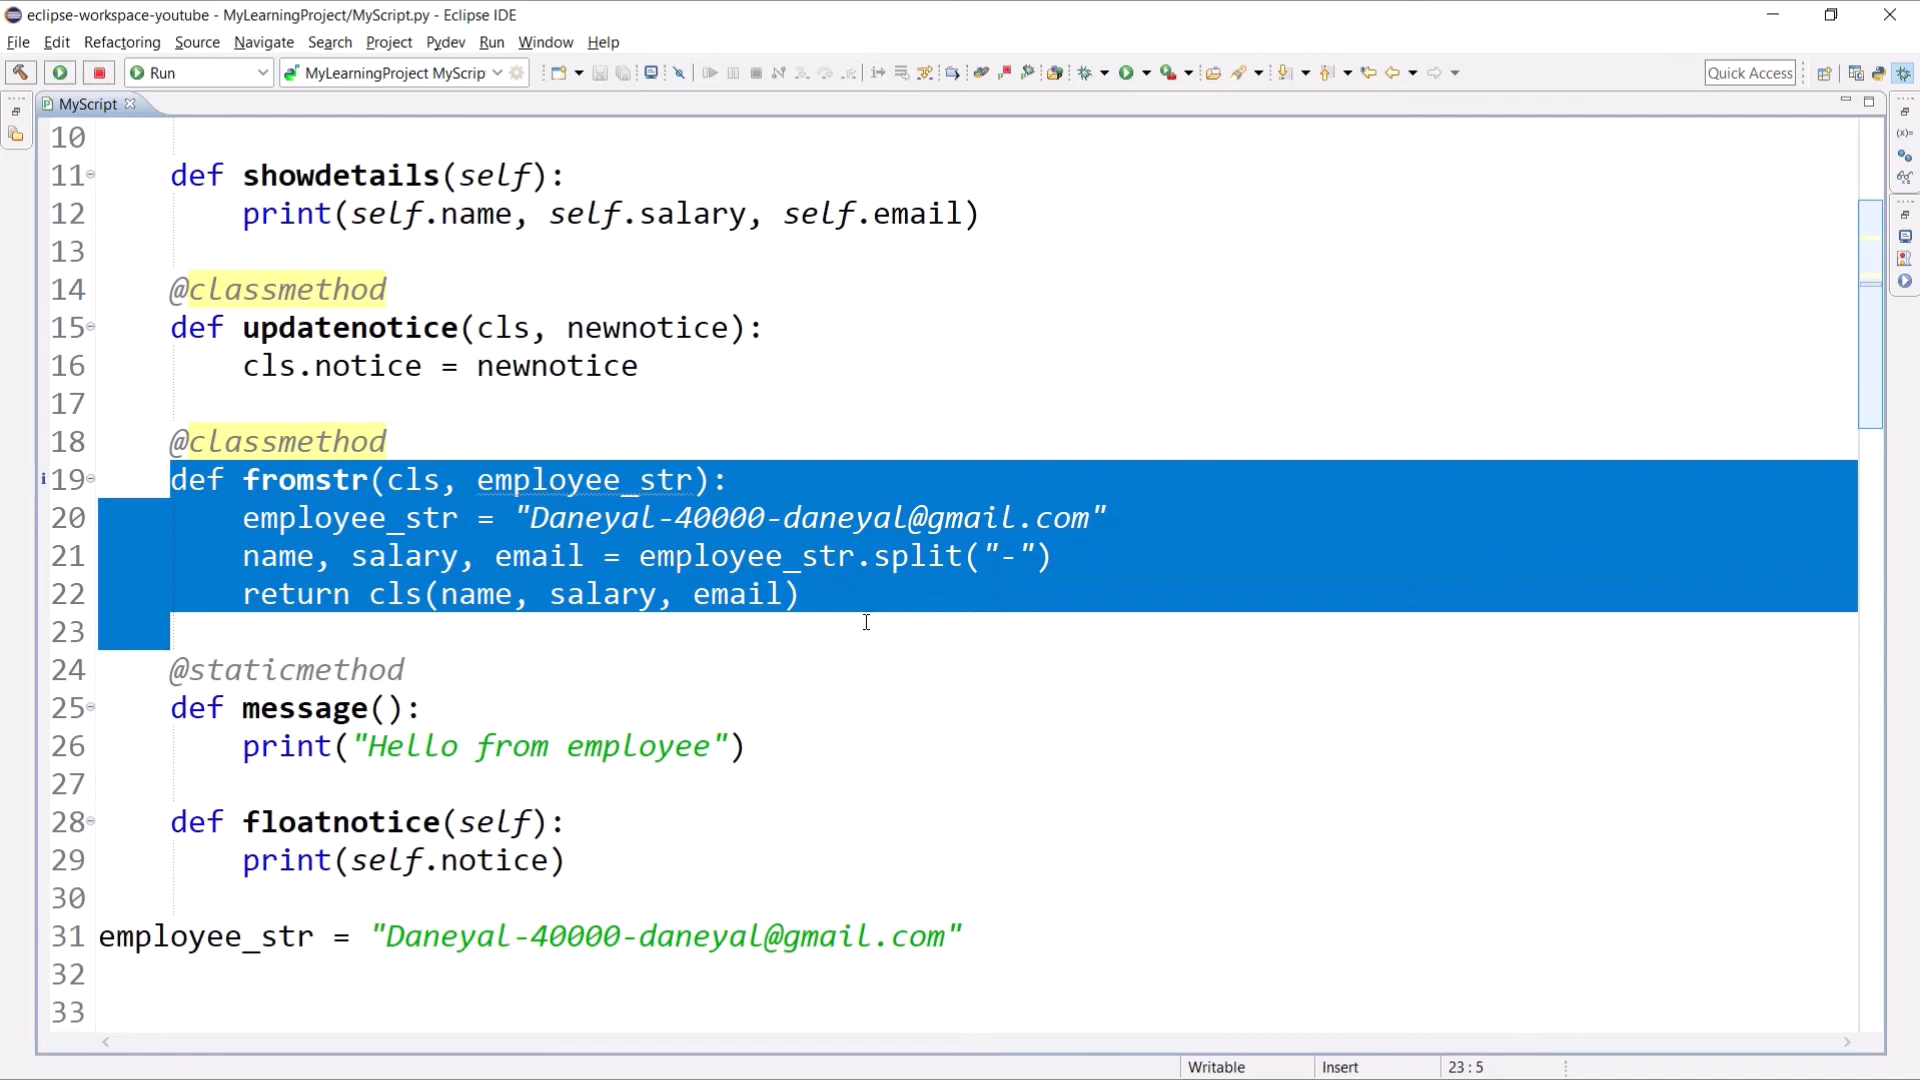 eclipse-workspace-youtube - MyLearningProject/MyScript.py - Eclipse IDE
File Edit Refactoring Source Navigate Search Project Pydev Run Window Help
Run MyLearningProject MyScrip Quick Access
MyScript
10
11 def showdetails(self):
12 print(self.name, self.salary, self.email)
13
14 @classmethod
15 def updatenotice(cls, newnotice):
16 cls.notice = newnotice
17
18 @classmethod
19 def fromstr(cls, employee_str):
20 employee_str = "Daneyal-40000-daneyal@gmail.com"
21 name, salary, email = employee_str.split("-")
22 return cls(name, salary, email)
23
24 @staticmethod
25 def message():
26 print("Hello from employee")
27
28 def floatnotice(self):
29 print(self.notice)
30
31 employee_str = "Daneyal-40000-daneyal@gmail.com"
32
33
Writable Insert 23 : 5